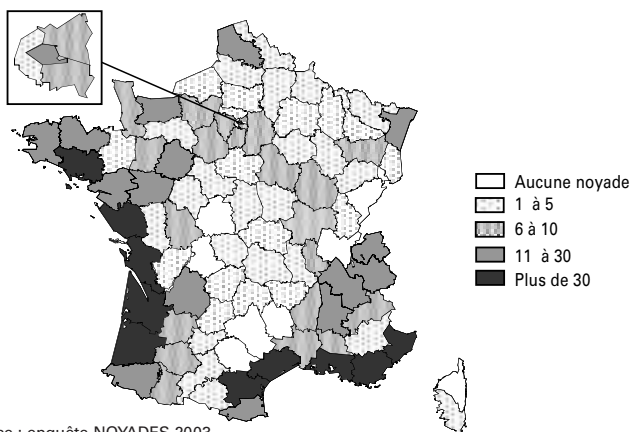 Aucune noyade
1 à 5
6 à 10
11 à 30
Plus de 30
: enquête NOYADES 2003